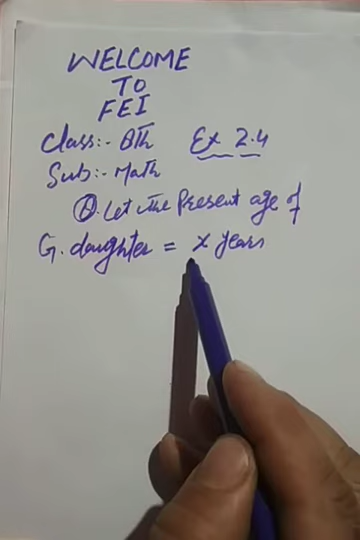 WELCOME
TO
FEI
Class:- 8th Ex 2.4
Sub:- Math
Q. Let the Present age of
G. daughter = x years